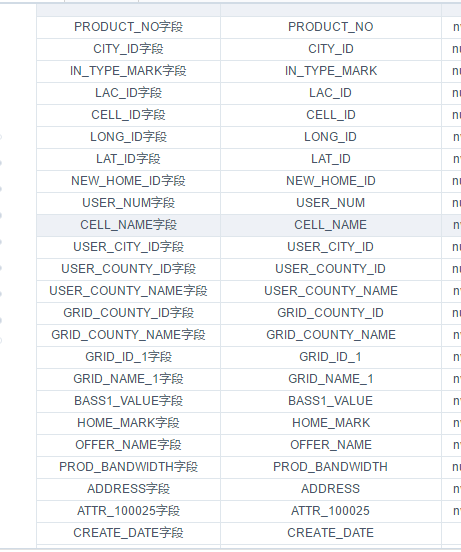 PRODUCT_NO字段 PRODUCT_NO
CITY_ID字段 CITY_ID
IN_TYPE_MARK字段 IN_TYPE_MARK
LAC_ID字段 LAC_ID
CELL_ID字段 CELL_ID
LONG_ID字段 LONG_ID
LAT_ID字段 LAT_ID
NEW_HOME_ID字段 NEW_HOME_ID
USER_NUM字段 USER_NUM
CELL_NAME字段 CELL_NAME
USER_CITY_ID字段 USER_CITY_ID
USER_COUNTY_ID字段 USER_COUNTY_ID
USER_COUNTY_NAME字段 USER_COUNTY_NAME
GRID_COUNTY_ID字段 GRID_COUNTY_ID
GRID_COUNTY_NAME字段 GRID_COUNTY_NAME
GRID_ID_1字段 GRID_ID_1
GRID_NAME_1字段 GRID_NAME_1
BASS1_VALUE字段 BASS1_VALUE
HOME_MARK字段 HOME_MARK
OFFER_NAME字段 OFFER_NAME
PROD_BANDWIDTH字段 PROD_BANDWIDTH
ADDRESS字段 ADDRESS
ATTR_100025字段 ATTR_100025
CREATE_DATE字段 CREATE_DATE